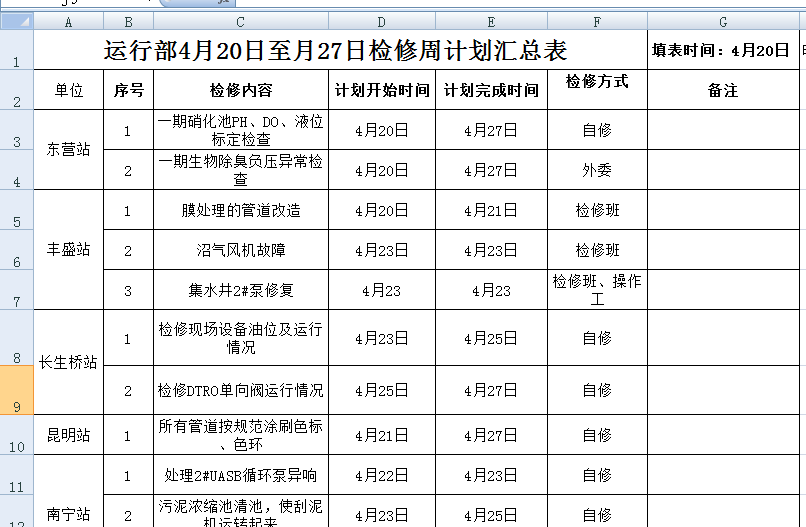 A B C D E F G
1 运行部4月20日至月27日检修周计划汇总表 填表时间：4月20日
2 单位 序号 检修内容 计划开始时间 计划完成时间 检修方式 备注
东营站
3 1 一期硝化池PH、DO、液位
标定检查 4月20日 4月27日 自修
4 2 一期生物除臭负压异常检
查 4月20日 4月27日 外委
丰盛站
5 1 膜处理的管道改造 4月20日 4月21日 检修班
6 2 沼气风机故障 4月23日 4月23日 检修班
7 3 集水井2#泵修复 4月23 4月23 检修班、操作
工
长生桥站
8 1 检修现场设备油位及运行
情况 4月23日 4月25日 自修
9 2 检修DTRO单向阀运行情况 4月25日 4月27日 自修
10 昆明站 1 所有管道按规范涂刷色标
、色环 4月21日 4月27日 自修
南宁站
11 1 处理2#UASB循环泵异响 4月22日 4月23日 自修
12 2 污泥浓缩池清池，使刮泥
机运转起来 4月23日 4月25日 自修